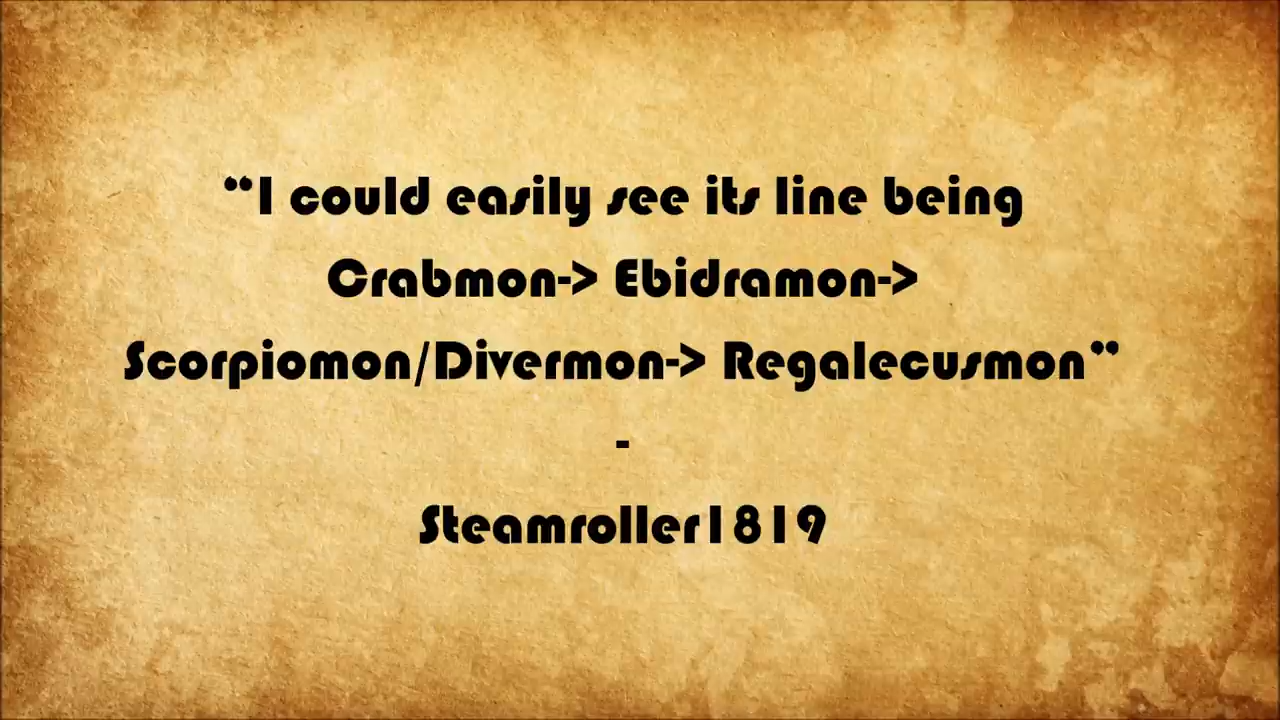 “I could easily see its line being
Crabmon-> Ebidramon->
Scorpiomon/Divermon-> Regalecusmon”
-
Steamroller1819